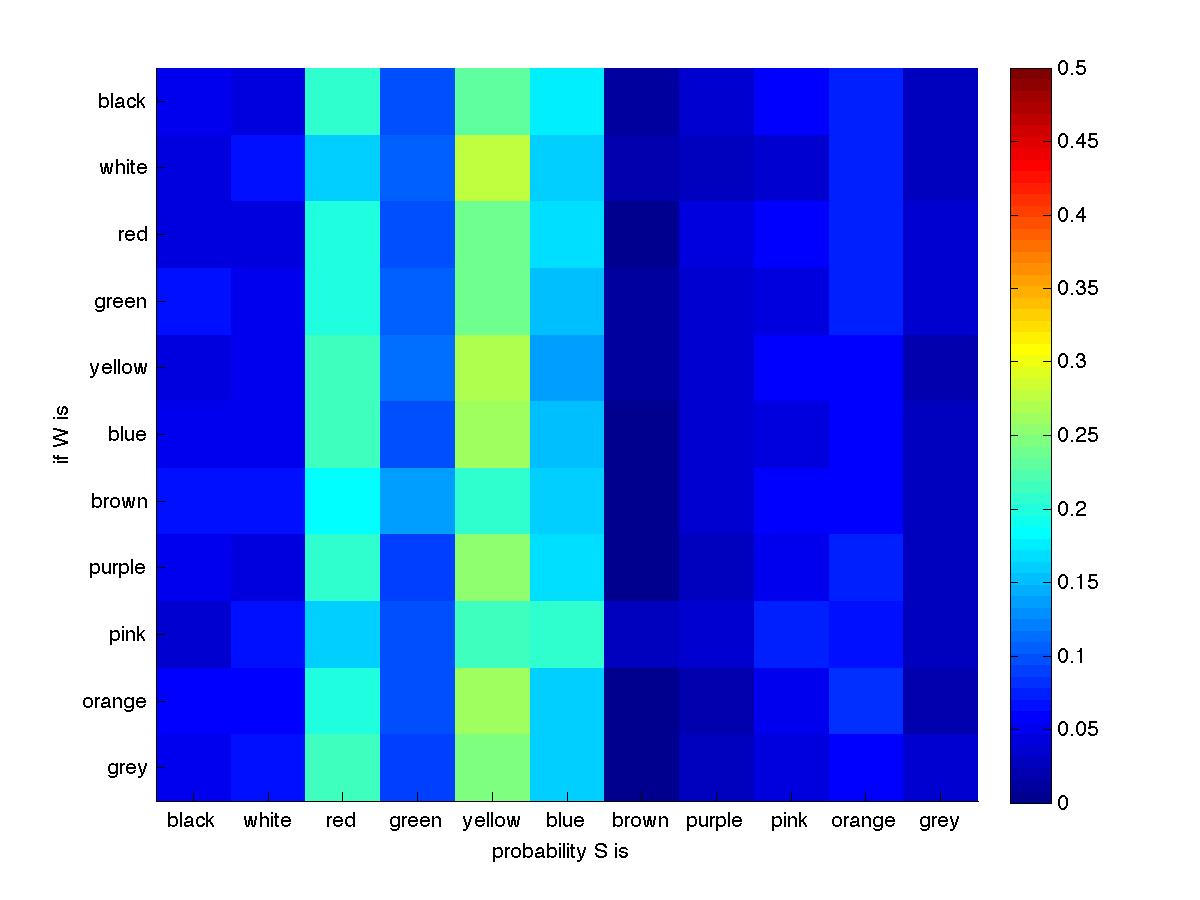 black
white
red
green
yellow
blue
brown
purple
pink
orange
grey
if W is
black white red green yellow blue brown purple pink orange grey
probability S is
0.5
0.45
0.4
0.35
0.3
0.25
0.2
0.15
0.1
0.05
0